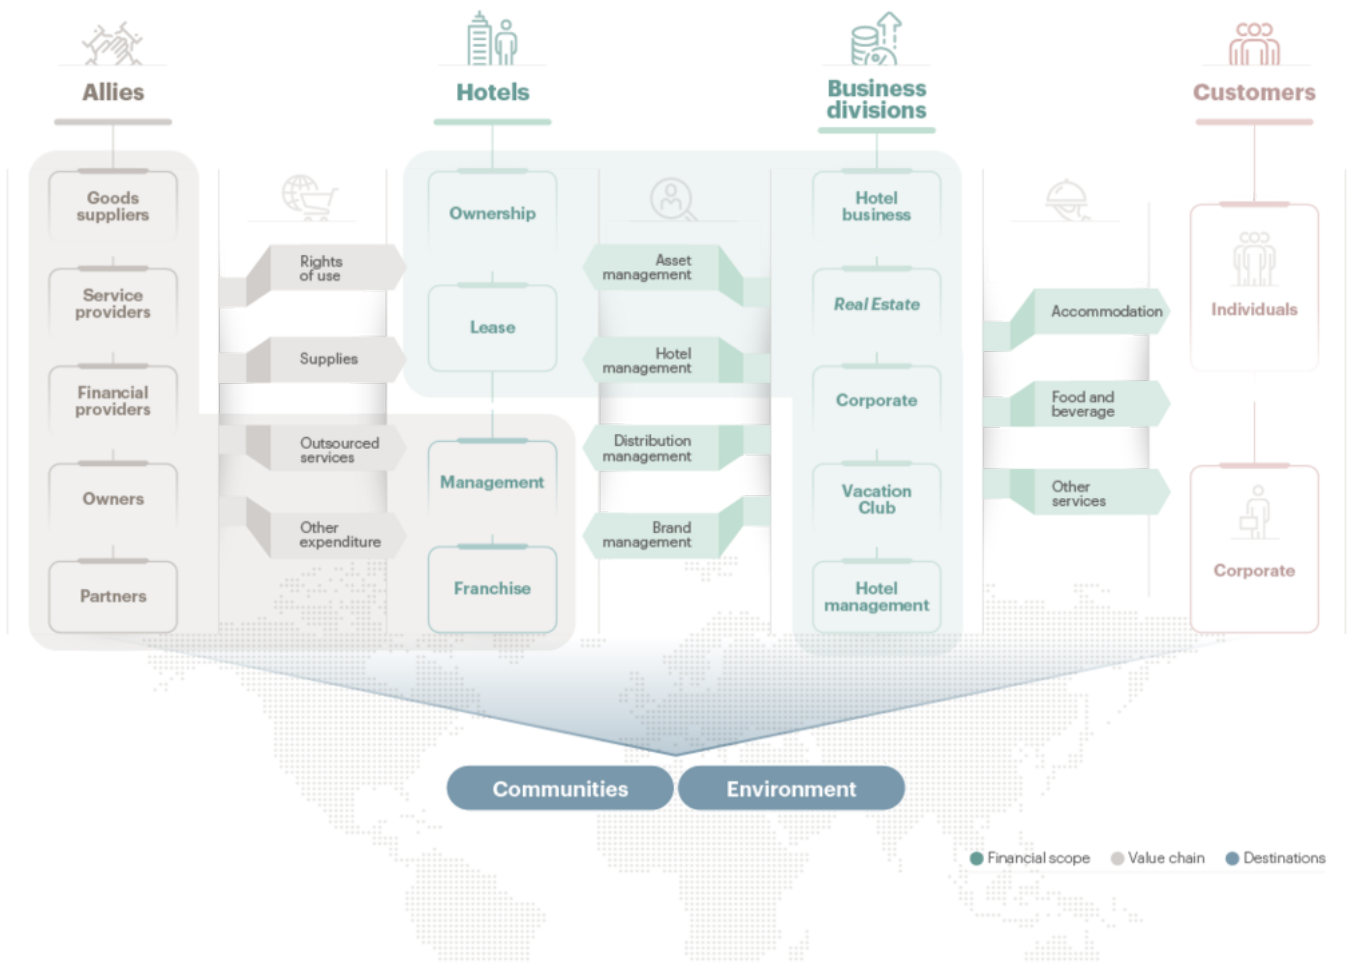 Allies
Goods
suppliers
Service
providers
Financial
providers
Owners
Partners
Rights
of use
Supplies
Outsourced
services
Other
expenditure
Hotels
Ownership
Lease
Management
Franchise
Asset
management
Hotel
management
Distribution
management
Brand
management
Business
divisions
Hotel
business
Real Estate
Corporate
Vacation
Club
Hotel
management
Accommodation
Food and
beverage
Other
services
Customers
Individuals
Corporate
Communities
Environment
Financial scope
Value chain
Destinations